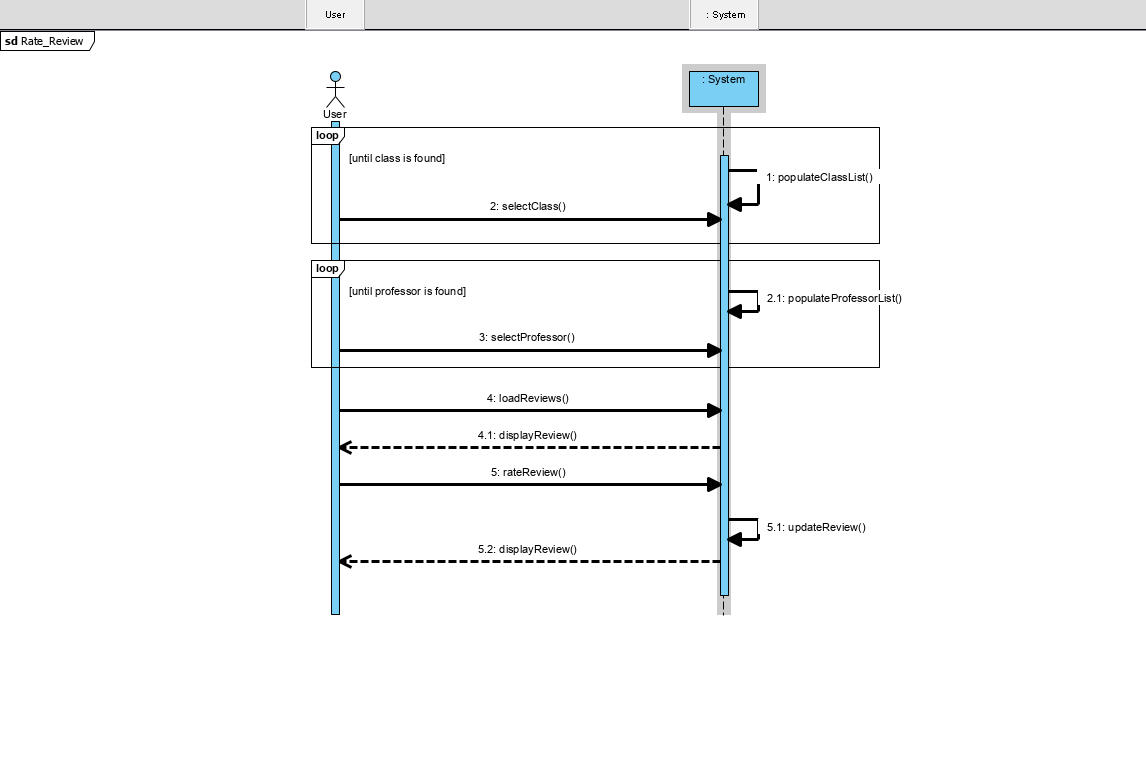 User
: System
sd Rate_Review
: System
User
loop
[until class is found]
1: populateClassList()
2: selectClass()
loop
[until professor is found]
2.1: populateProfessorList()
3: selectProfessor()
4: loadReviews()
4.1: displayReview()
5: rateReview()
5.1: updateReview()
5.2: displayReview()